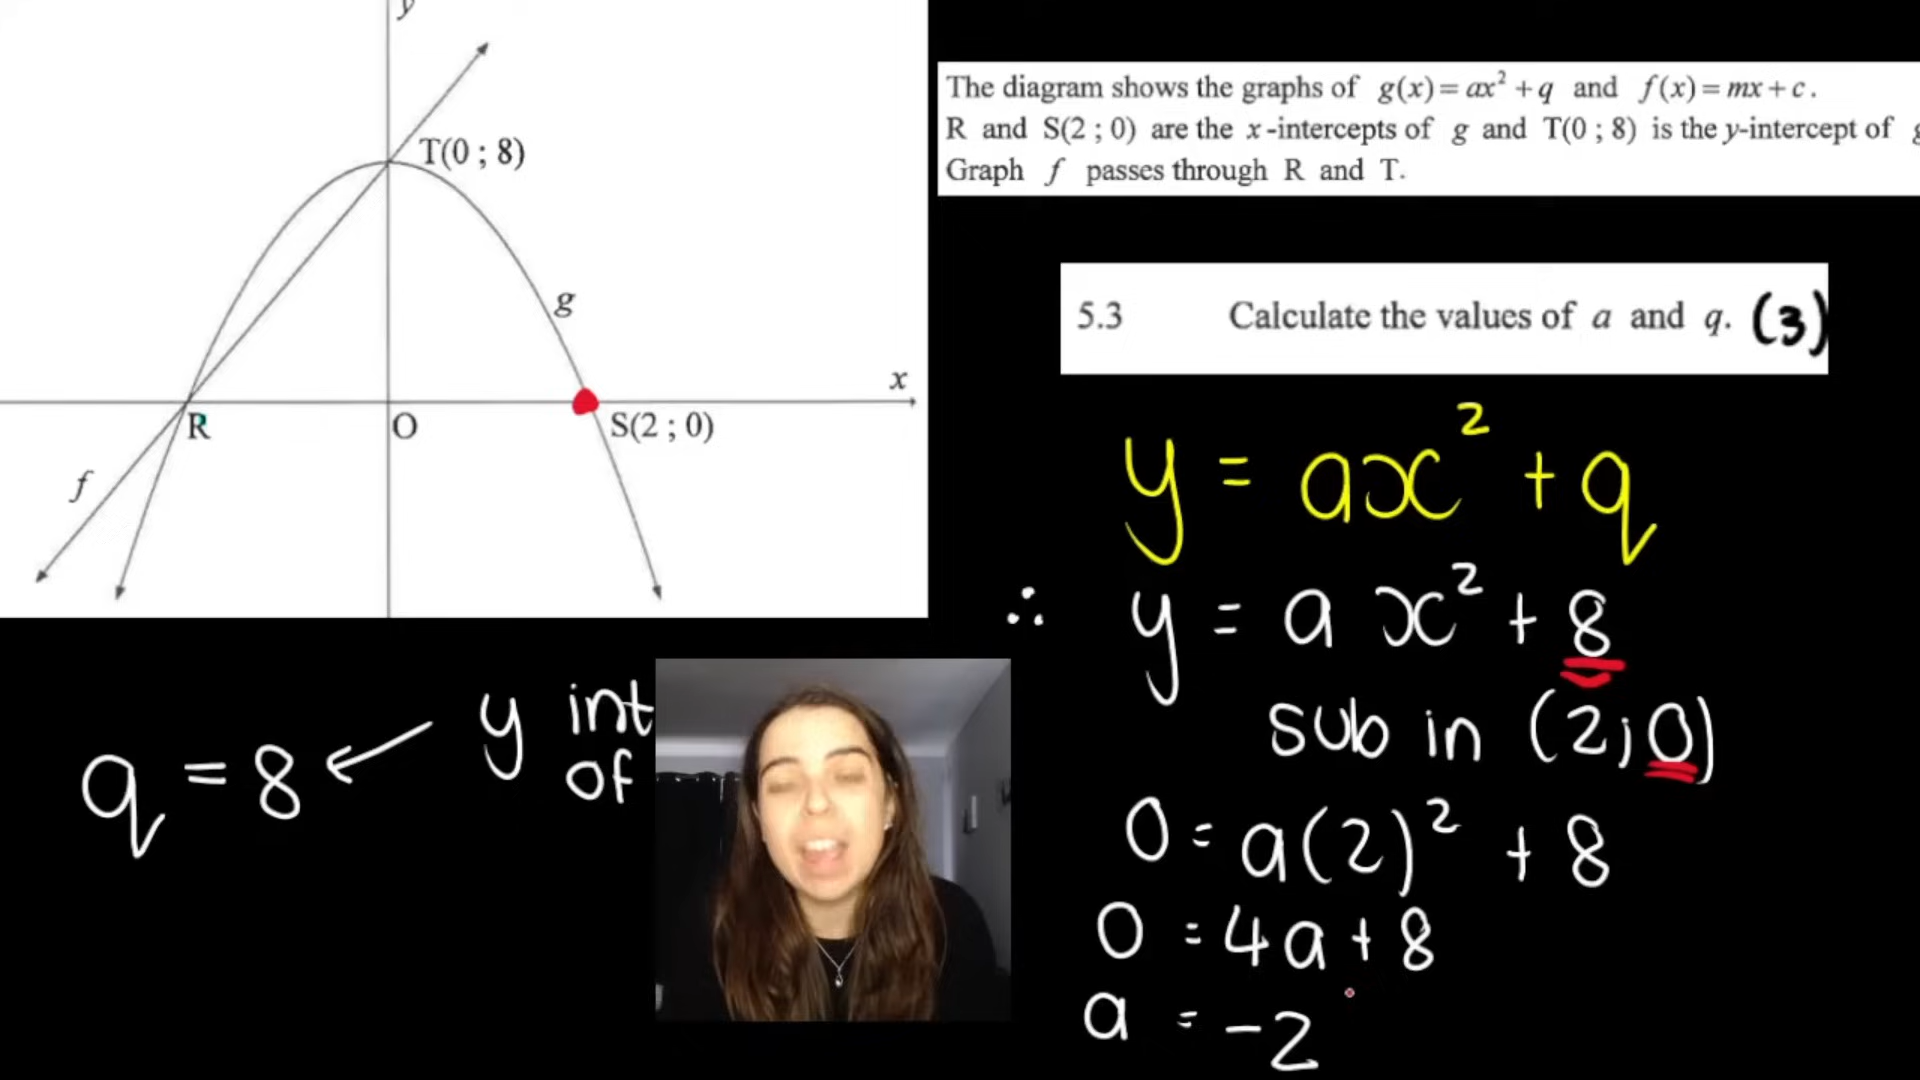 y
T(0 ; 8)
g
x
R
O
S(2 ; 0)
f
The diagram shows the graphs of g(x) = ax² + q and f(x) = mx + c.
R and S(2 ; 0) are the x-intercepts of g and T(0 ; 8) is the y-intercept of g
Graph f passes through R and T.
5.3 Calculate the values of a and q. (3)
y = ax² + q
∴ y = a x² + 8
sub in (2;0)
0 = a(2)² + 8
0 = 4a + 8
a = -2
q = 8 ← y int
of